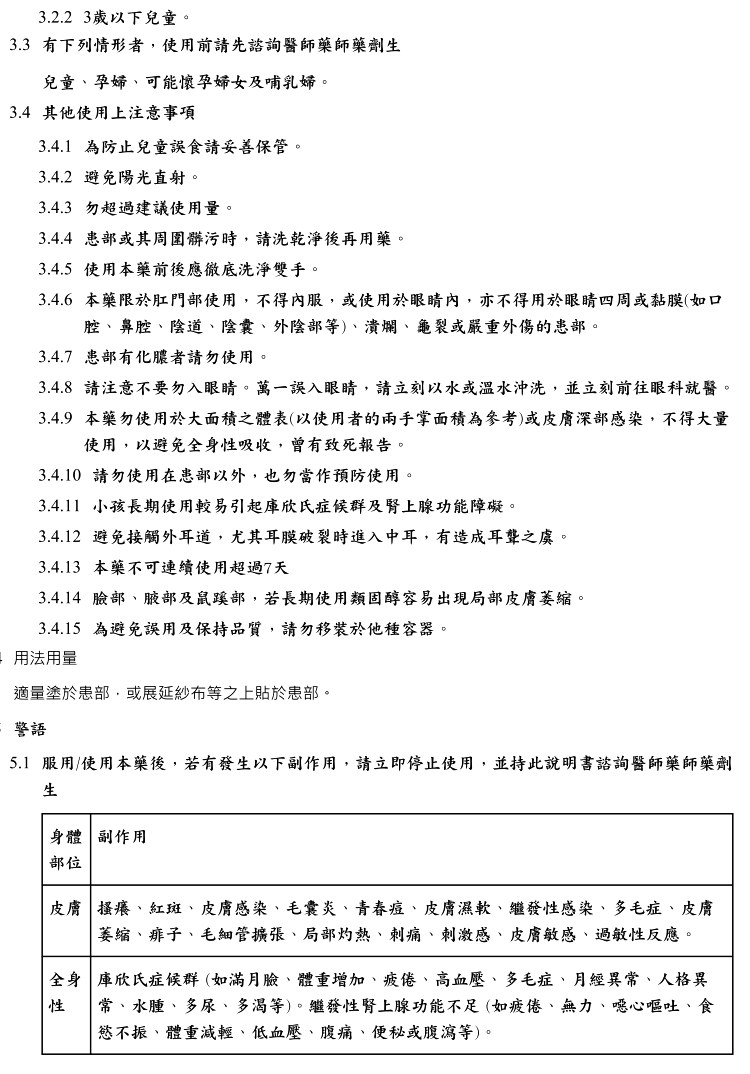 3.2.2 3歲以下兒童。
3.3 有下列情形者，使用前請先諮詢醫師藥師藥劑生
兒童、孕婦、可能懷孕婦女及哺乳婦。
3.4 其他使用上注意事項
3.4.1 為防止兒童誤食請妥善保管。
3.4.2 避免陽光直射。
3.4.3 勿超過建議使用量。
3.4.4 患部或其周圍髒污時，請洗乾淨後再用藥。
3.4.5 使用本藥前後應徹底洗淨雙手。
3.4.6 本藥限於肛門部使用，不得內服，或使用於眼睛內，亦不得用於眼睛四周或黏膜(如口
腔、鼻腔、陰道、陰囊、外陰部等)、潰爛、龜裂或嚴重外傷的患部。
3.4.7 患部有化膿者請勿使用。
3.4.8 請注意不要勿入眼睛。萬一誤入眼睛，請立刻以水或溫水沖洗，並立刻前往眼科就醫。
3.4.9 本藥勿使用於大面積之體表(以使用者的兩手掌面積為參考)或皮膚深部感染，不得大量
使用，以避免全身性吸收，曾有致死報告。
3.4.10 請勿使用在患部以外，也勿當作預防使用。
3.4.11 小孩長期使用較易引起庫欣氏症候群及腎上腺功能障礙。
3.4.12 避免接觸外耳道，尤其耳膜破裂時進入中耳，有造成耳聾之虞。
3.4.13 本藥不可連續使用超過7天
3.4.14 臉部、腋部及鼠蹊部，若長期使用類固醇容易出現局部皮膚萎縮。
3.4.15 為避免誤用及保持品質，請勿移裝於他種容器。
用法用量
適量塗於患部，或展延紗布等之上貼於患部。
警語
5.1 服用/使用本藥後，若有發生以下副作用，請立即停止使用，並持此說明書諮詢醫師藥師藥劑
生
身體 副作用
部位
皮膚 搔癢、紅斑、皮膚感染、毛囊炎、青春痘、皮膚濕軟、繼發性感染、多毛症、皮膚
萎縮、痱子、毛細管擴張、局部灼熱、刺痛、刺激感、皮膚敏感、過敏性反應。
全身 庫欣氏症候群 (如滿月臉、體重增加、疲倦、高血壓、多毛症、月經異常、人格異
性 常、水腫、多尿、多渴等)。繼發性腎上腺功能不足 (如疲倦、無力、噁心嘔吐、食
慾不振、體重減輕、低血壓、腹痛、便秘或腹瀉等)。